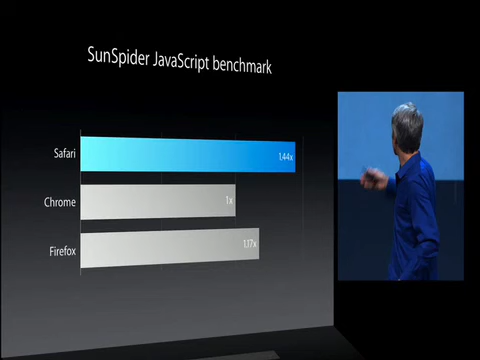 SunSpider JavaScript benchmark
Safari 1.44x
Chrome 1x
Firefox 1.17x